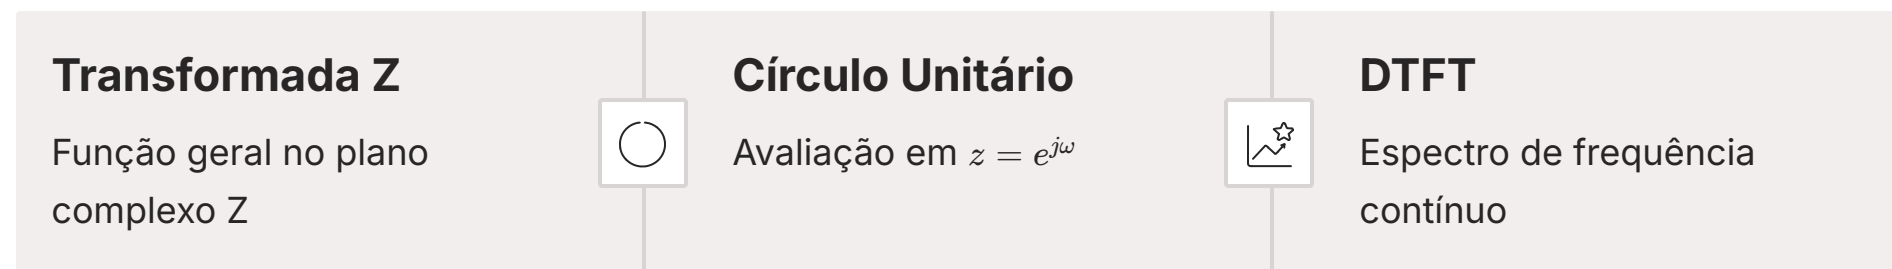 Transformada Z
Função geral no plano
complexo Z
Círculo Unitário
Avaliação em z = e^{jω}
DTFT
Espectro de frequência
contínuo